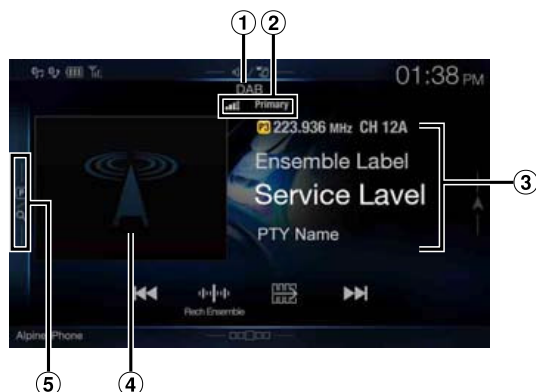 1 2
01:38 PM
DAB
Primary
P3 223.936 MHz CH 12A
Ensemble Label
Service Lavel
PTY Name
3
P
Rech Ensemble
Alpine Phone
5 4